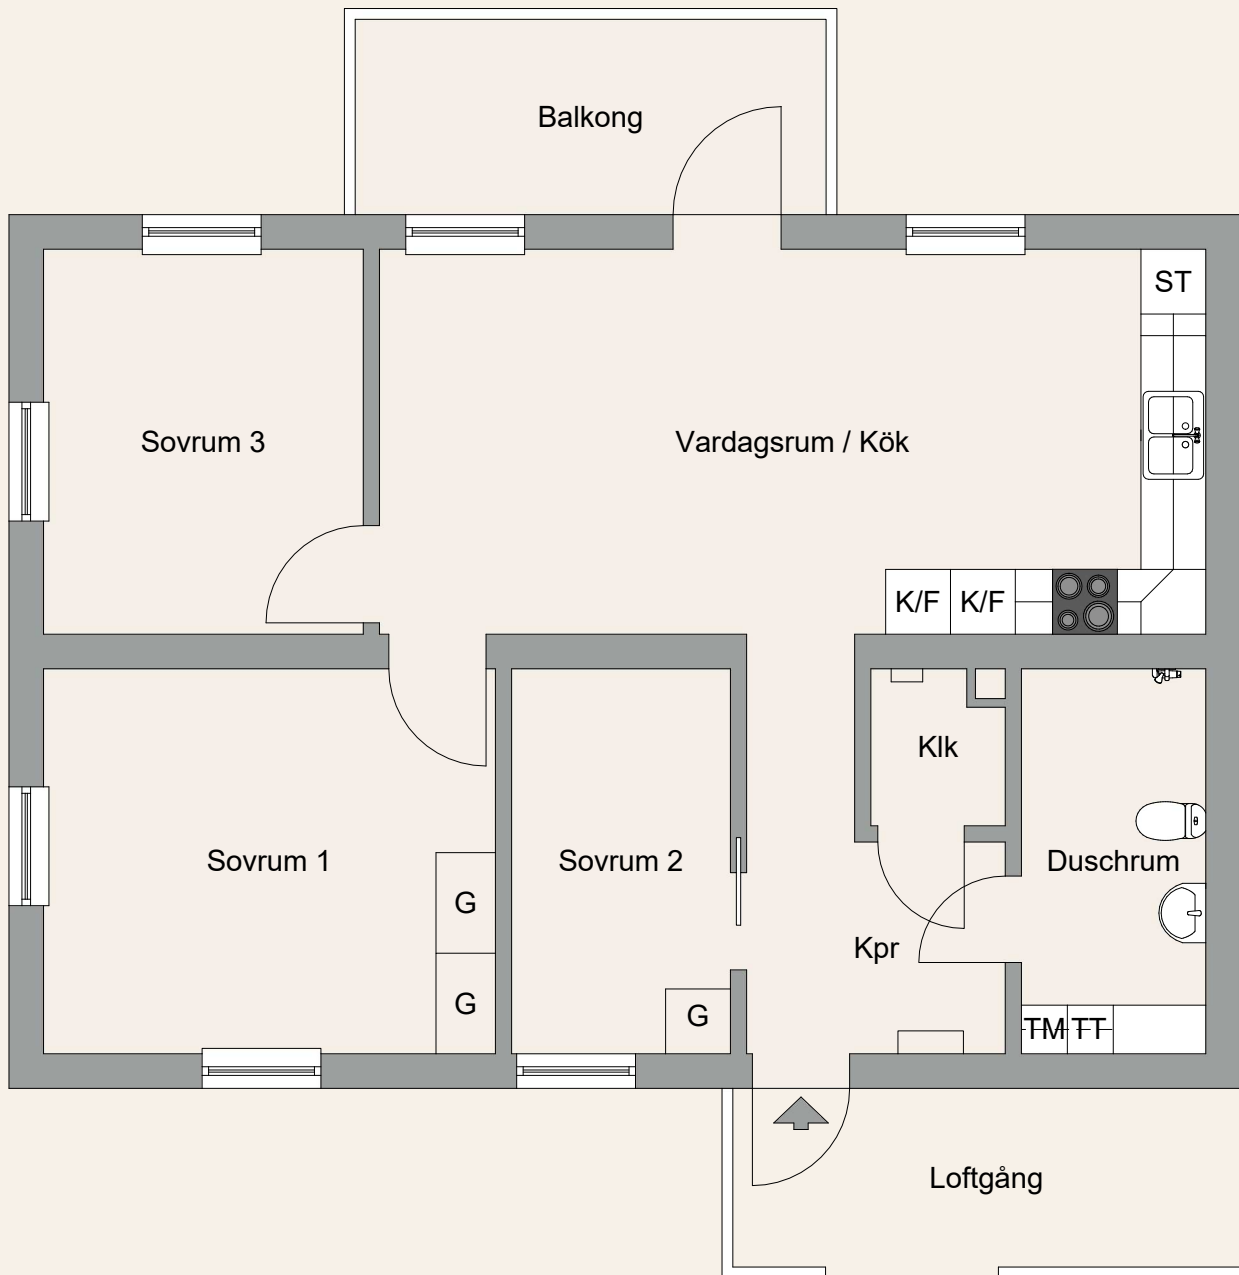 Balkong
ST
Sovrum 3
Vardagsrum / Kök
K/F
K/F
Klk
Sovrum 1
Sovrum 2
Duschrum
G
Kpr
G
G
TM
TT
Loftgång